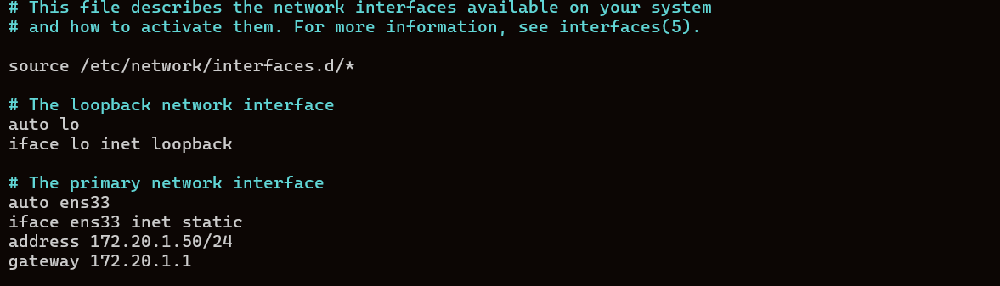 # This file describes the network interfaces available on your system
# and how to activate them. For more information, see interfaces(5).
source /etc/network/interfaces.d/*
# The loopback network interface
auto lo
iface lo inet loopback
# The primary network interface
auto ens33
iface ens33 inet static
address 172.20.1.50/24
gateway 172.20.1.1